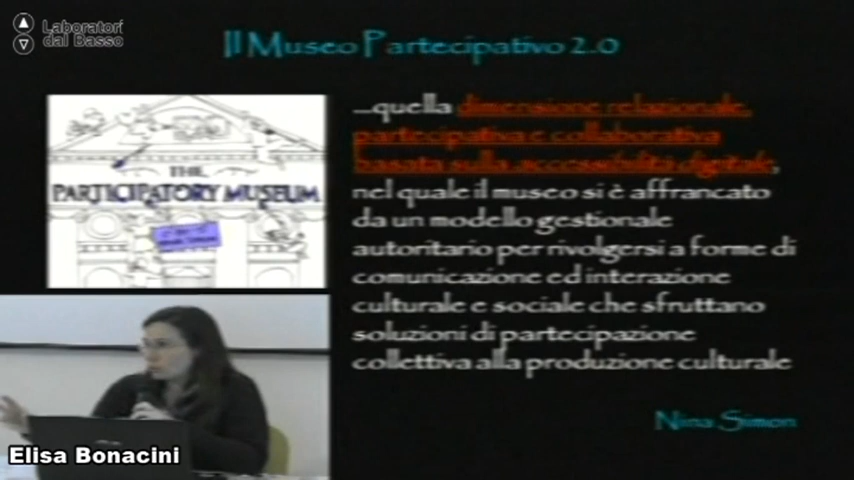 Laboratori
dal Basso
Il Museo Partecipativo 2.0
THE
PARTICIPATORY MUSEUM
...quella dimensione relazionale,
partecipativa e collaborativa
basata sulla accessibilità digitale,
nel quale il museo si è affrancato
da un modello gestionale
autoritario per rivolgersi a forme di
comunicazione ed interazione
culturale e sociale che sfruttano
soluzioni di partecipazione
collettiva alla produzione culturale
Nina Simon
Elisa Bonacini